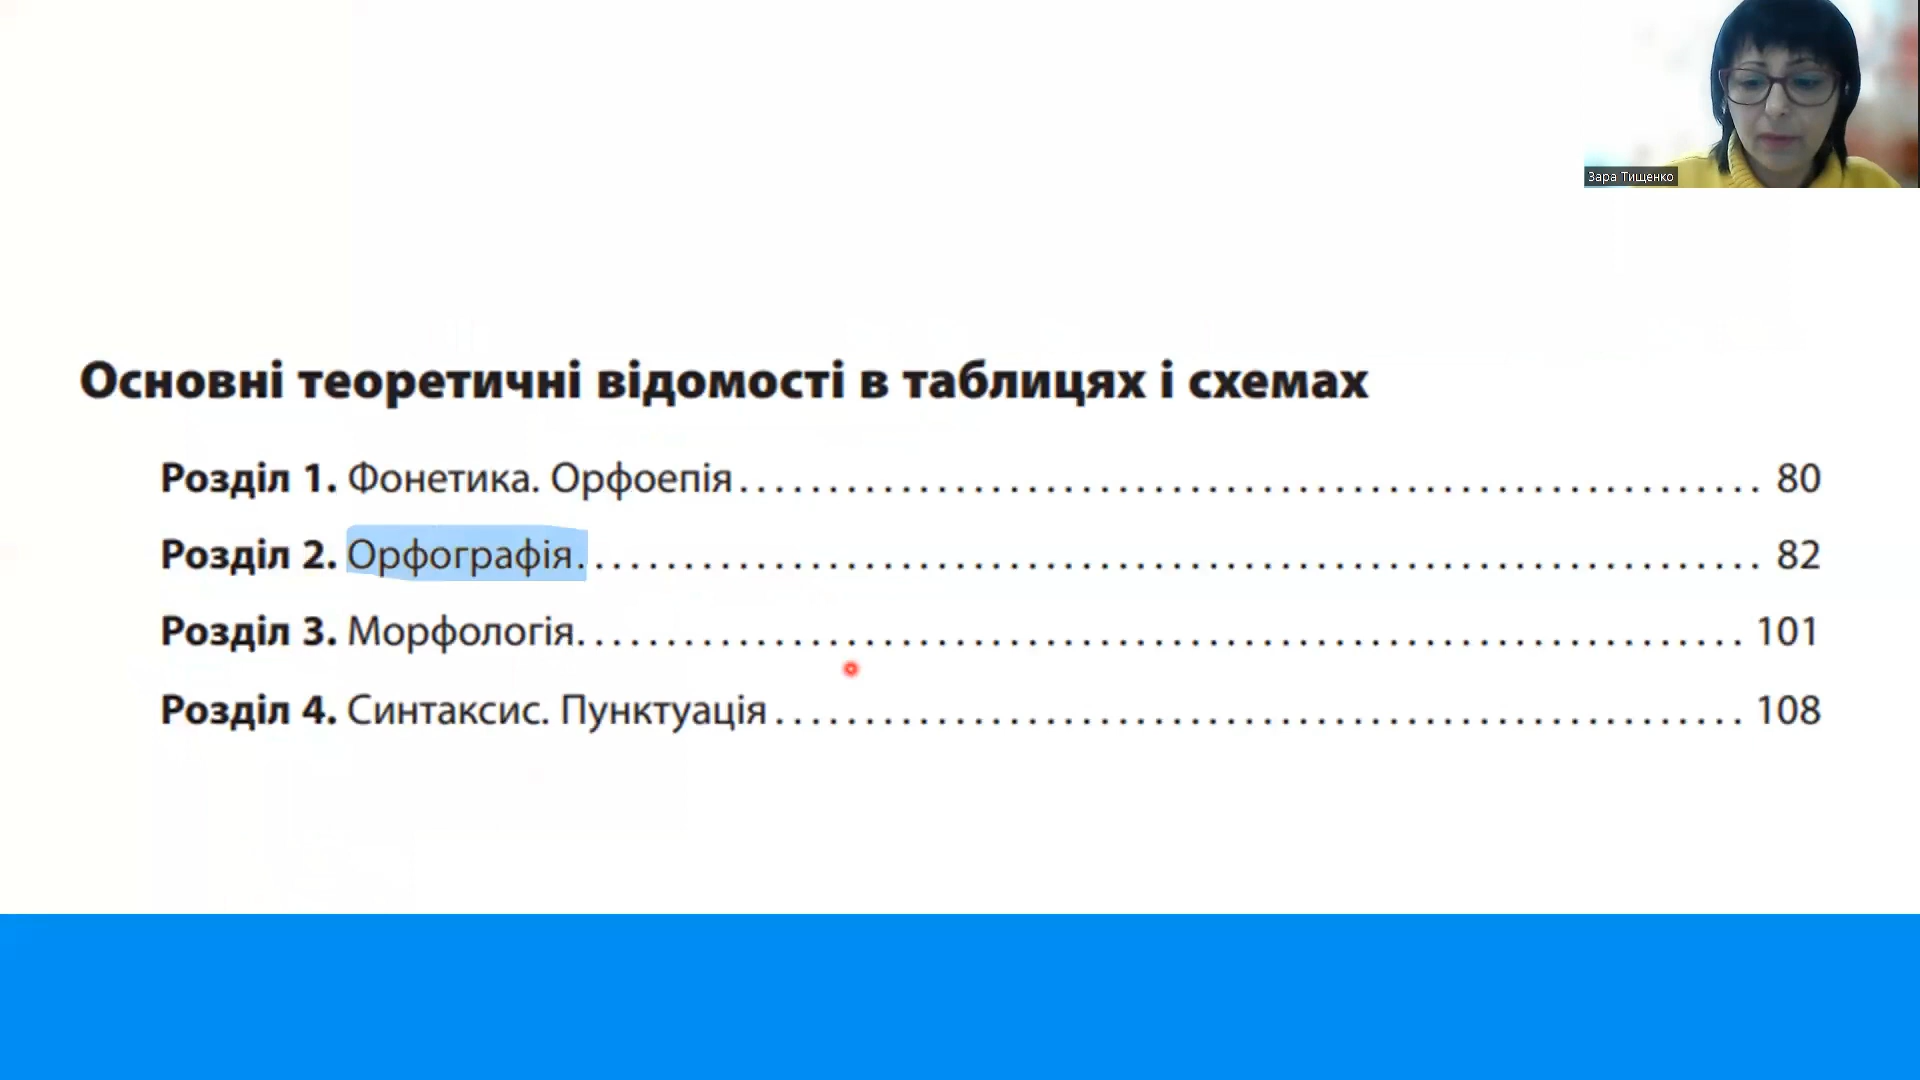 Зара Тищенко
Основні теоретичні відомості в таблицях і схемах
Розділ 1. Фонетика. Орфоепія........................................................................ 80
Розділ 2. Орфографія................................................................................. 82
Розділ 3. Морфологія................................................................................ 101
Розділ 4. Синтаксис. Пунктуація................................................................... 108